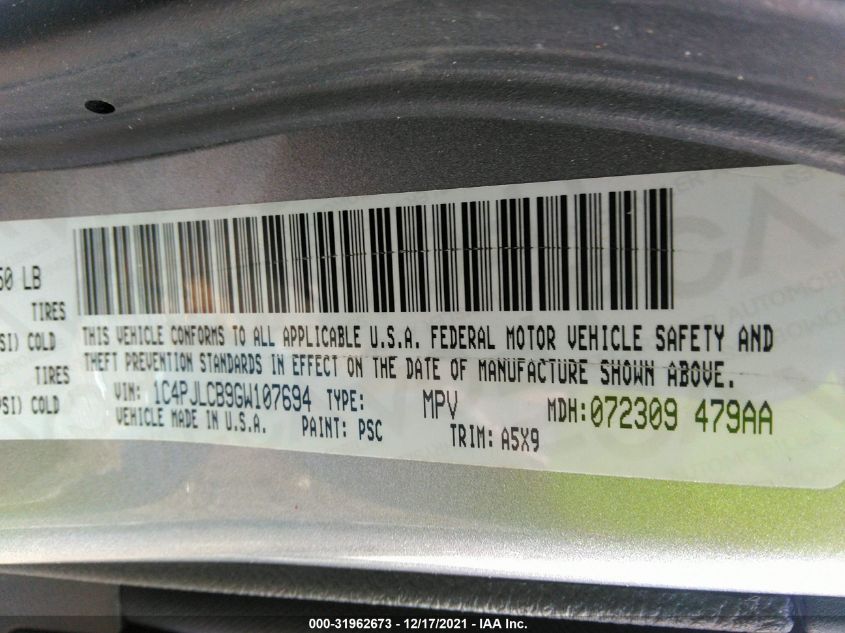 50 LB
TIRES
SI) COLD
TIRES
PSI) COLD
THIS VEHICLE CONFORMS TO ALL APPLICABLE U.S.A. FEDERAL MOTOR VEHICLE SAFETY AND
THEFT PREVENTION STANDARDS IN EFFECT ON THE DATE OF MANUFACTURE SHOWN ABOVE.
VIN: 1C4PJLCB9GW107694 TYPE: MPV MDH:072309 479AA
VEHICLE MADE IN U.S.A. PAINT: PSC TRIM: A5X9
000-31962673 - 12/17/2021 - IAA Inc.